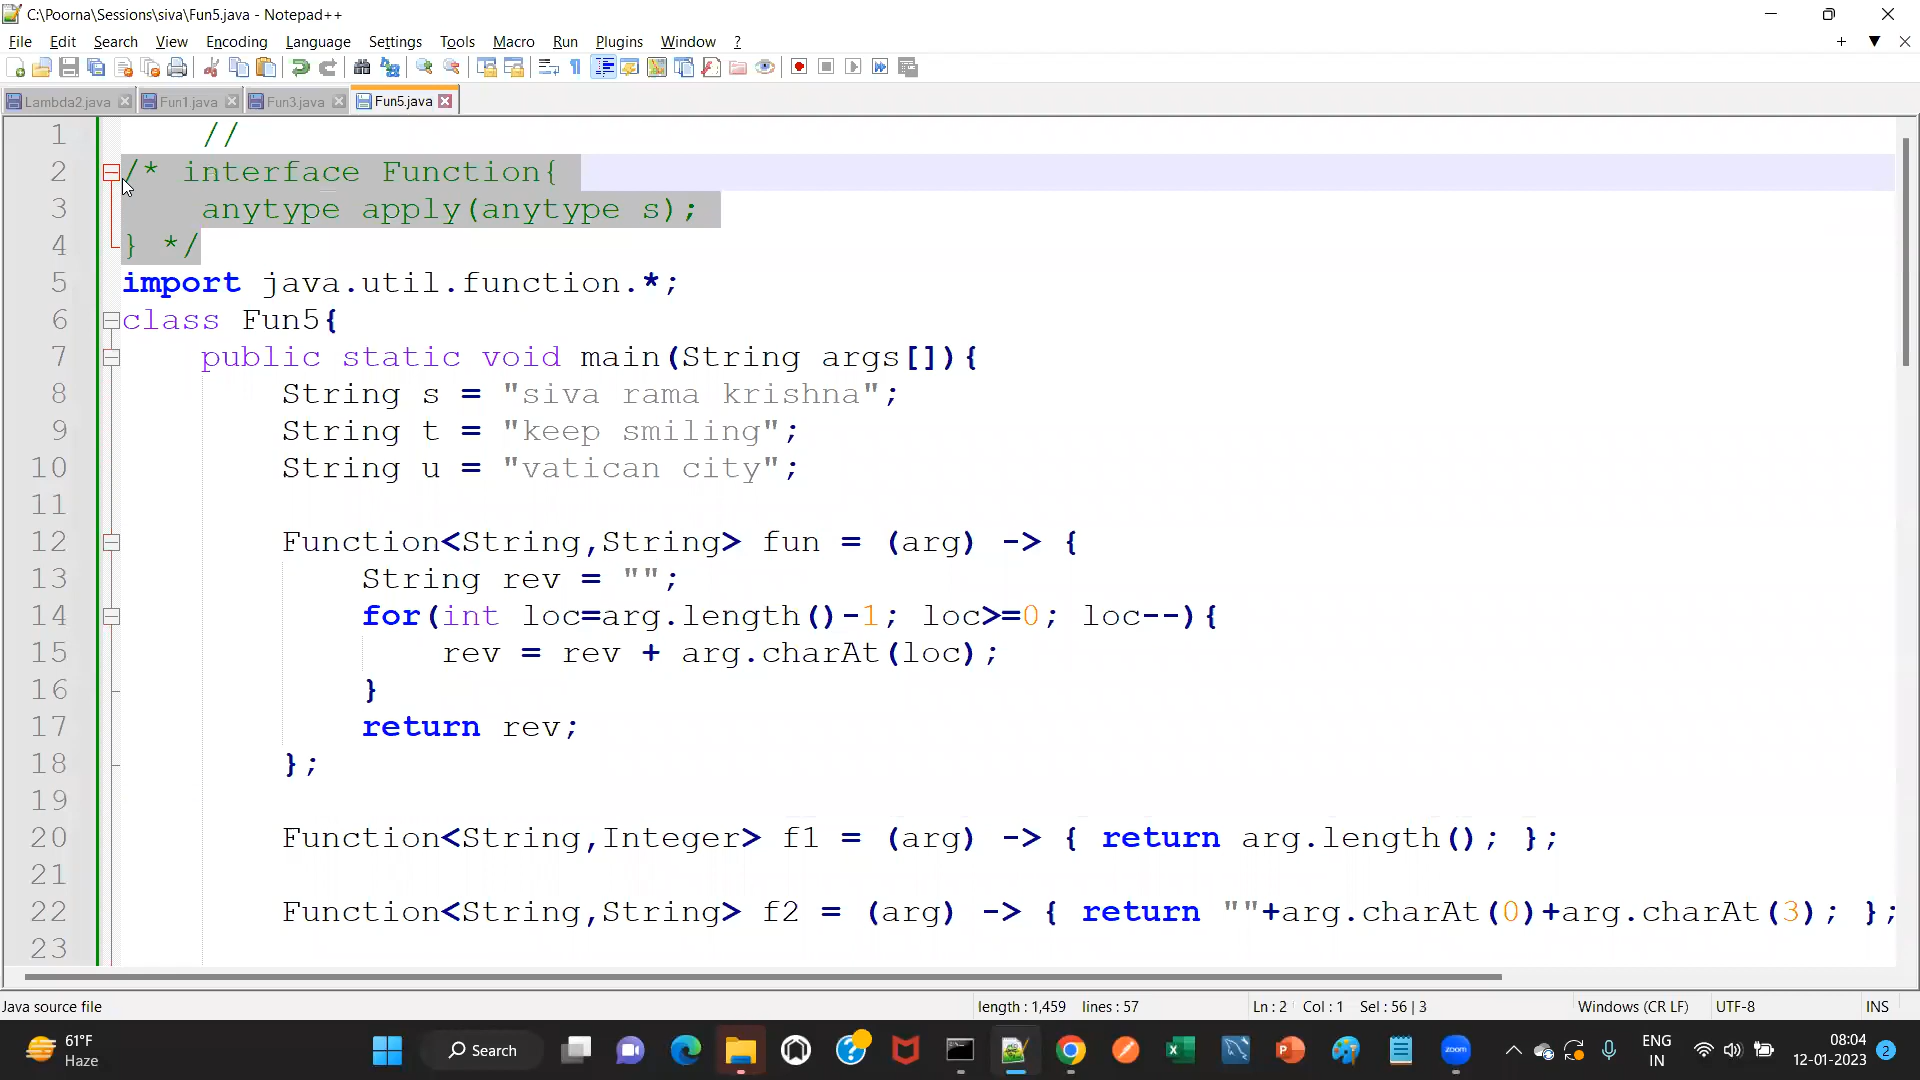 C:\Poorna\Sessions\siva\Fun5.java - Notepad++
File Edit Search View Encoding Language Settings Tools Macro Run Plugins Window ?
Lambda2.java Fun1.java Fun3.java Fun5.java
1 //
2 /* interface Function{
3 anytype apply(anytype s);
4 } */
5 import java.util.function.*;
6 class Fun5{
7 public static void main(String args[]){
8 String s = "siva rama krishna";
9 String t = "keep smiling";
10 String u = "vatican city";
11
12 Function<String,String> fun = (arg) -> {
13 String rev = "";
14 for(int loc=arg.length()-1; loc>=0; loc--){
15 rev = rev + arg.charAt(loc);
16 }
17 return rev;
18 };
19
20 Function<String,Integer> f1 = (arg) -> { return arg.length(); };
21
22 Function<String,String> f2 = (arg) -> { return ""+arg.charAt(0)+arg.charAt(3); };
23
Java source file length : 1,459 lines : 57 Ln : 2 Col : 1 Sel : 56 | 3 Windows (CR LF) UTF-8 INS
61°F
Haze
Search
zoom
ENG
IN
08:04
12-01-2023
2